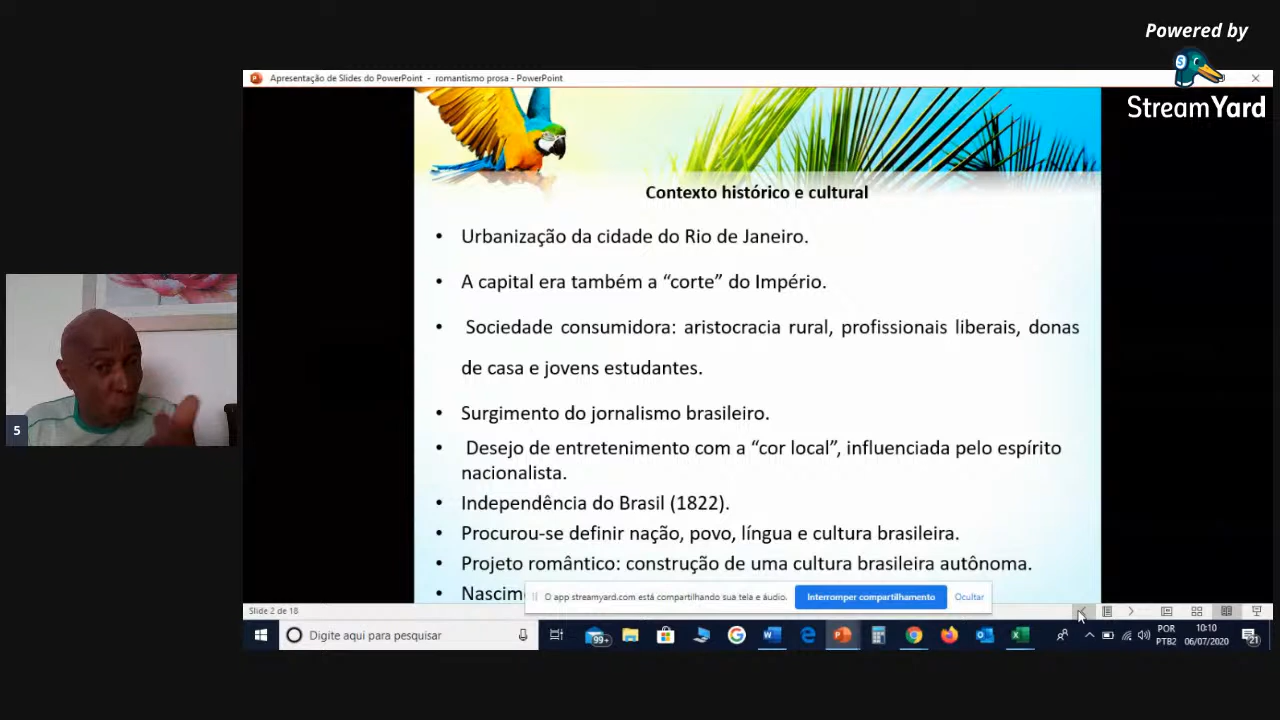 Powered by
StreamYard
Apresentação de Slides do PowerPoint - romantismo prosa - PowerPoint
Contexto histórico e cultural
• Urbanização da cidade do Rio de Janeiro.
• A capital era também a “corte” do Império.
• Sociedade consumidora: aristocracia rural, profissionais liberais, donas
de casa e jovens estudantes.
• Surgimento do jornalismo brasileiro.
• Desejo de entretenimento com a “cor local”, influenciada pelo espírito
nacionalista.
• Independência do Brasil (1822).
• Procurou-se definir nação, povo, língua e cultura brasileira.
• Projeto romântico: construção de uma cultura brasileira autônoma.
• Nascim
O app streamyard.com está compartilhando sua tela e áudio.
Interromper compartilhamento
Ocultar
5
Slide 2 de 18
Digite aqui para pesquisar
99+
POR
PTB2
10:10
06/07/2020
21